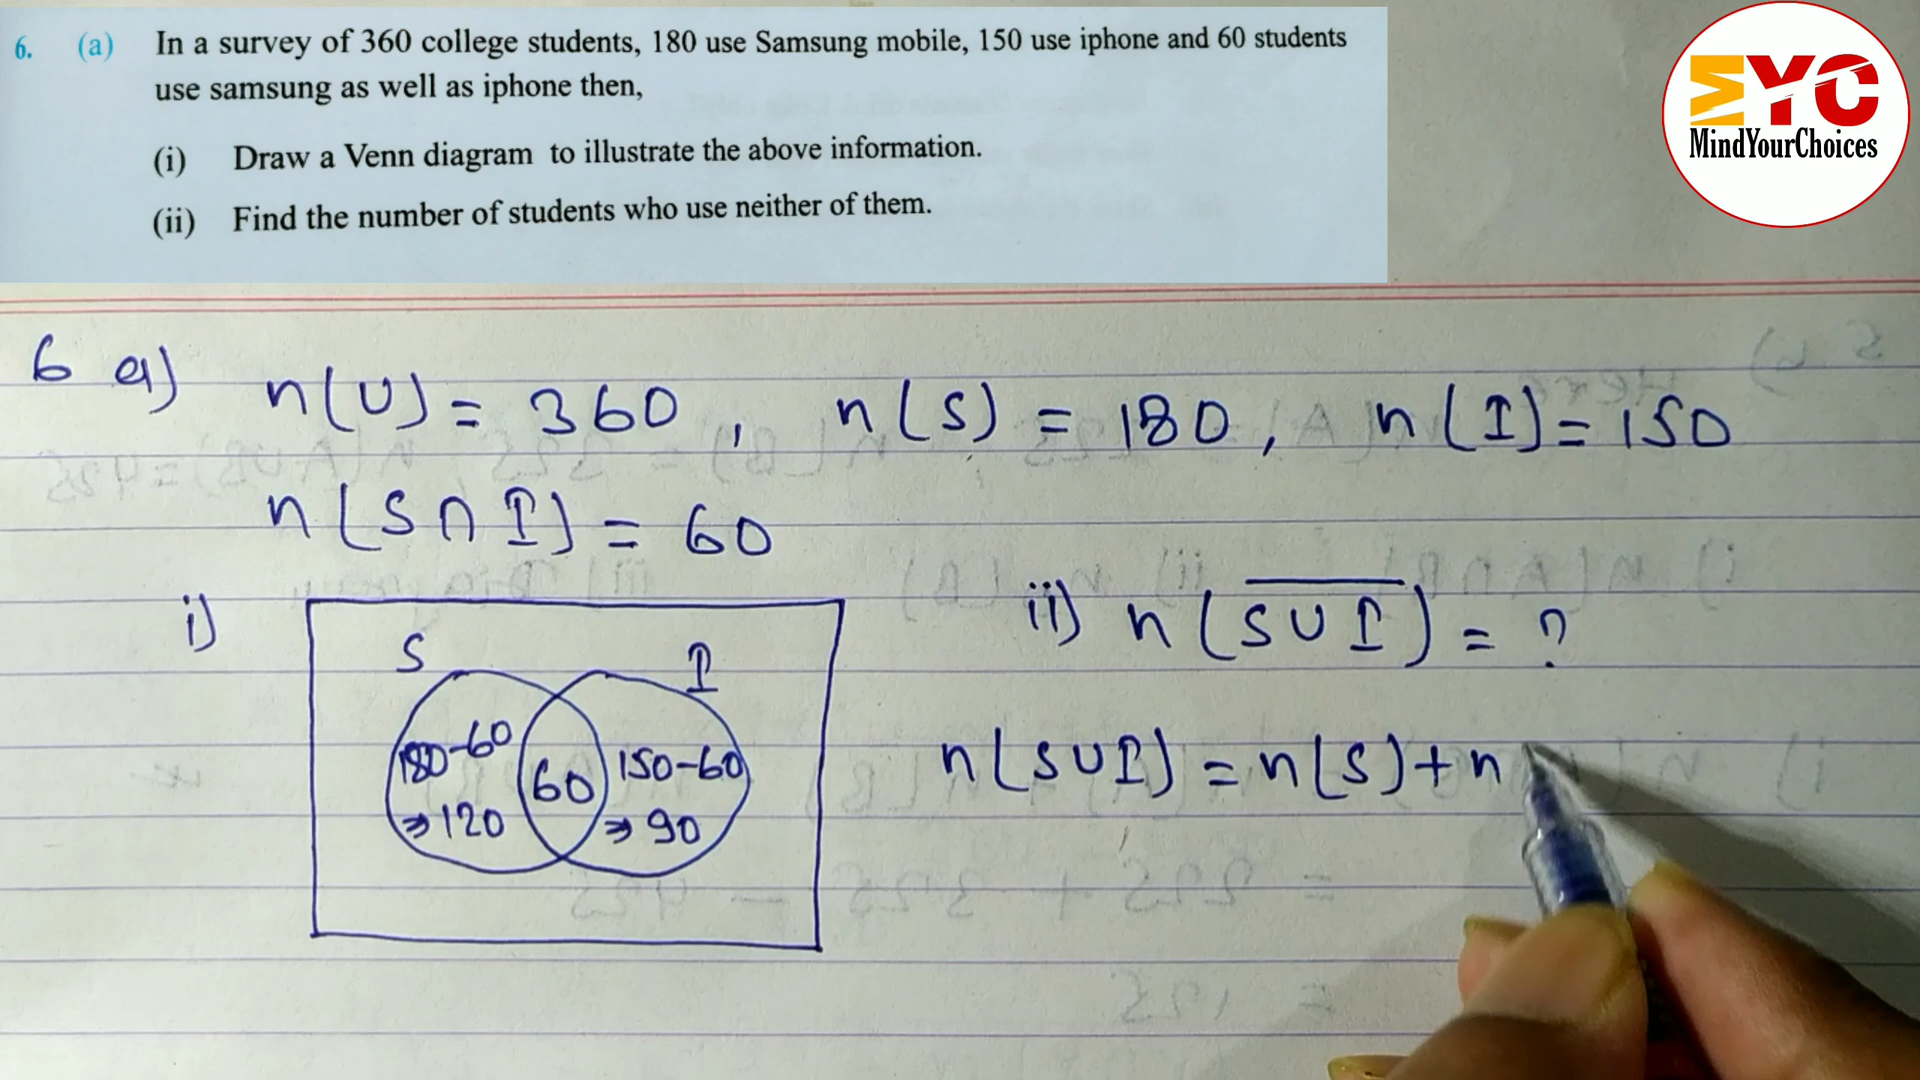 6. (a) In a survey of 360 college students, 180 use Samsung mobile, 150 use iphone and 60 students
use samsung as well as iphone then,
(i) Draw a Venn diagram to illustrate the above information.
(ii) Find the number of students who use neither of them.
MYC
MindYourChoices
6 a) n(U) = 360, n(S) = 180, n(I) = 150
n(S∩I) = 60
i)
S I
180-60 60 150-60
⇒120 ⇒90
ii) n(S̅∪̅I̅) = ?
n(S∪I) = n(S)+n